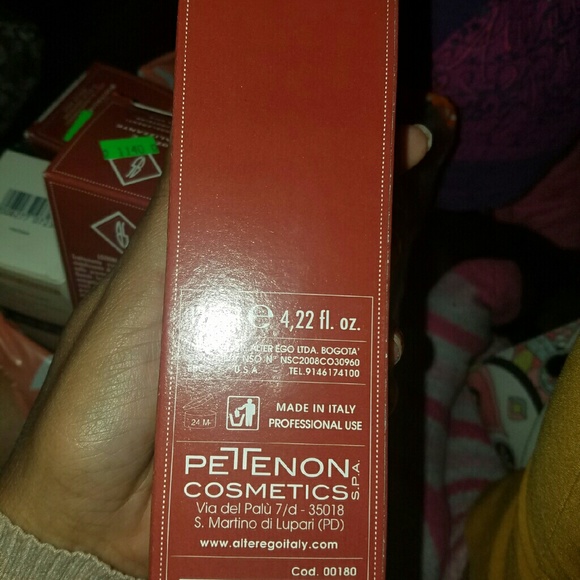 e 4,22 fl. oz.
ALTER EGO LTDA. BOGOTA'
NSO N° NSC2008CO30960
U.S.A. - TEL.9146174100
24 M
MADE IN ITALY
PROFESSIONAL USE
PETTENON
COSMETICS S.P.A.
Via del Palù 7/d - 35018
S. Martino di Lupari (PD)
www.alteregoitaly.com
Cod. 00180